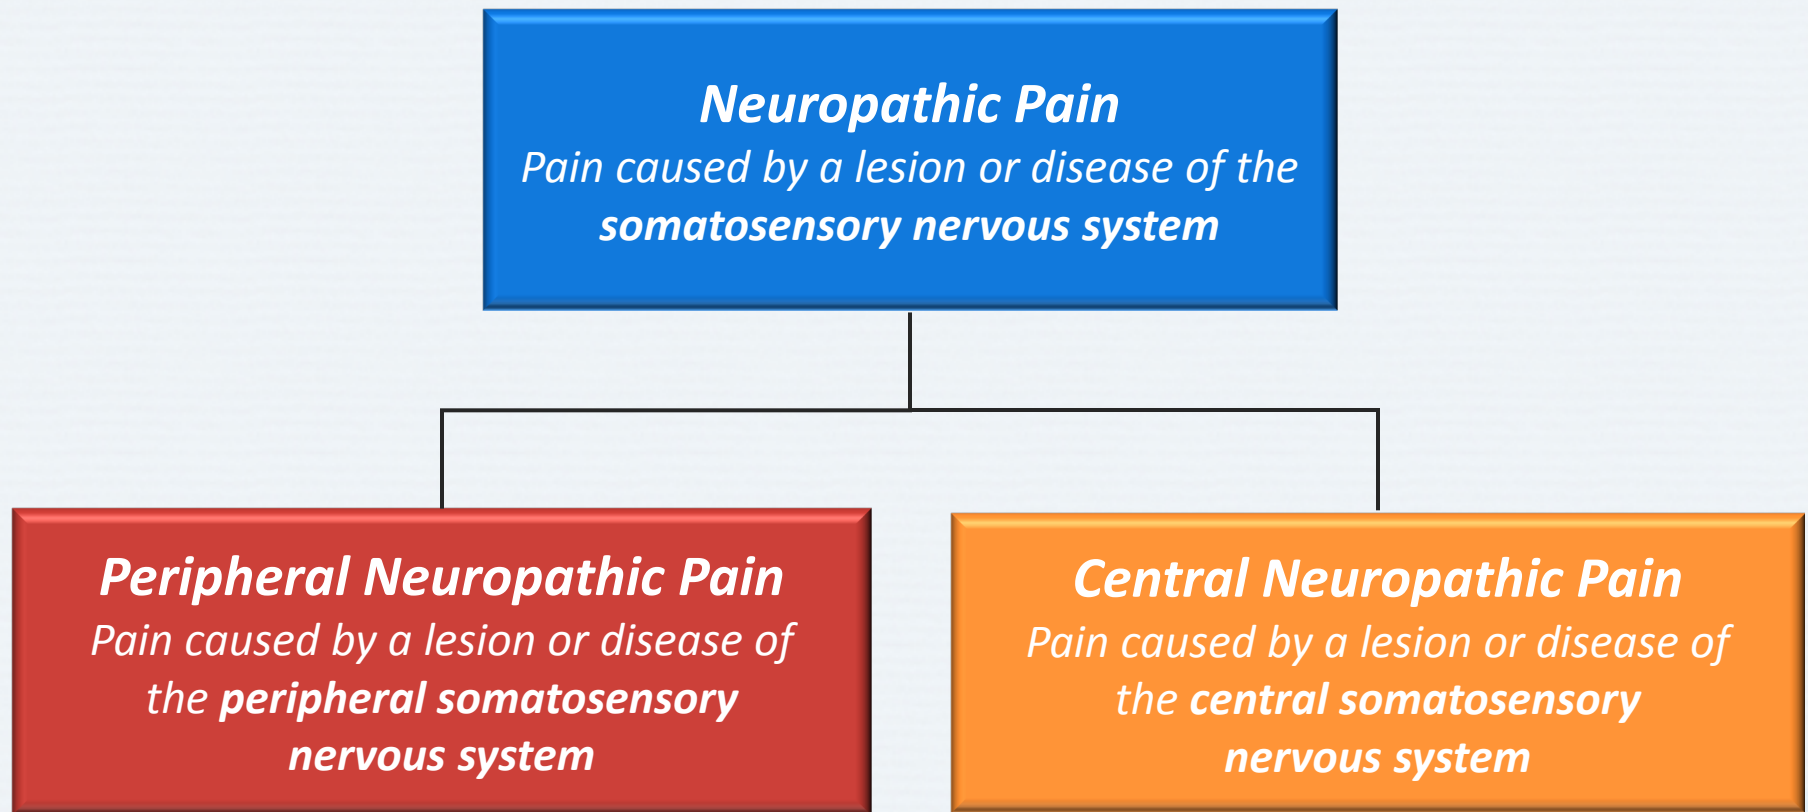 Neuropathic Pain
Pain caused by a lesion or disease of the
somatosensory nervous system
Peripheral Neuropathic Pain
Pain caused by a lesion or disease of
the peripheral somatosensory
nervous system
Central Neuropathic Pain
Pain caused by a lesion or disease of
the central somatosensory
nervous system